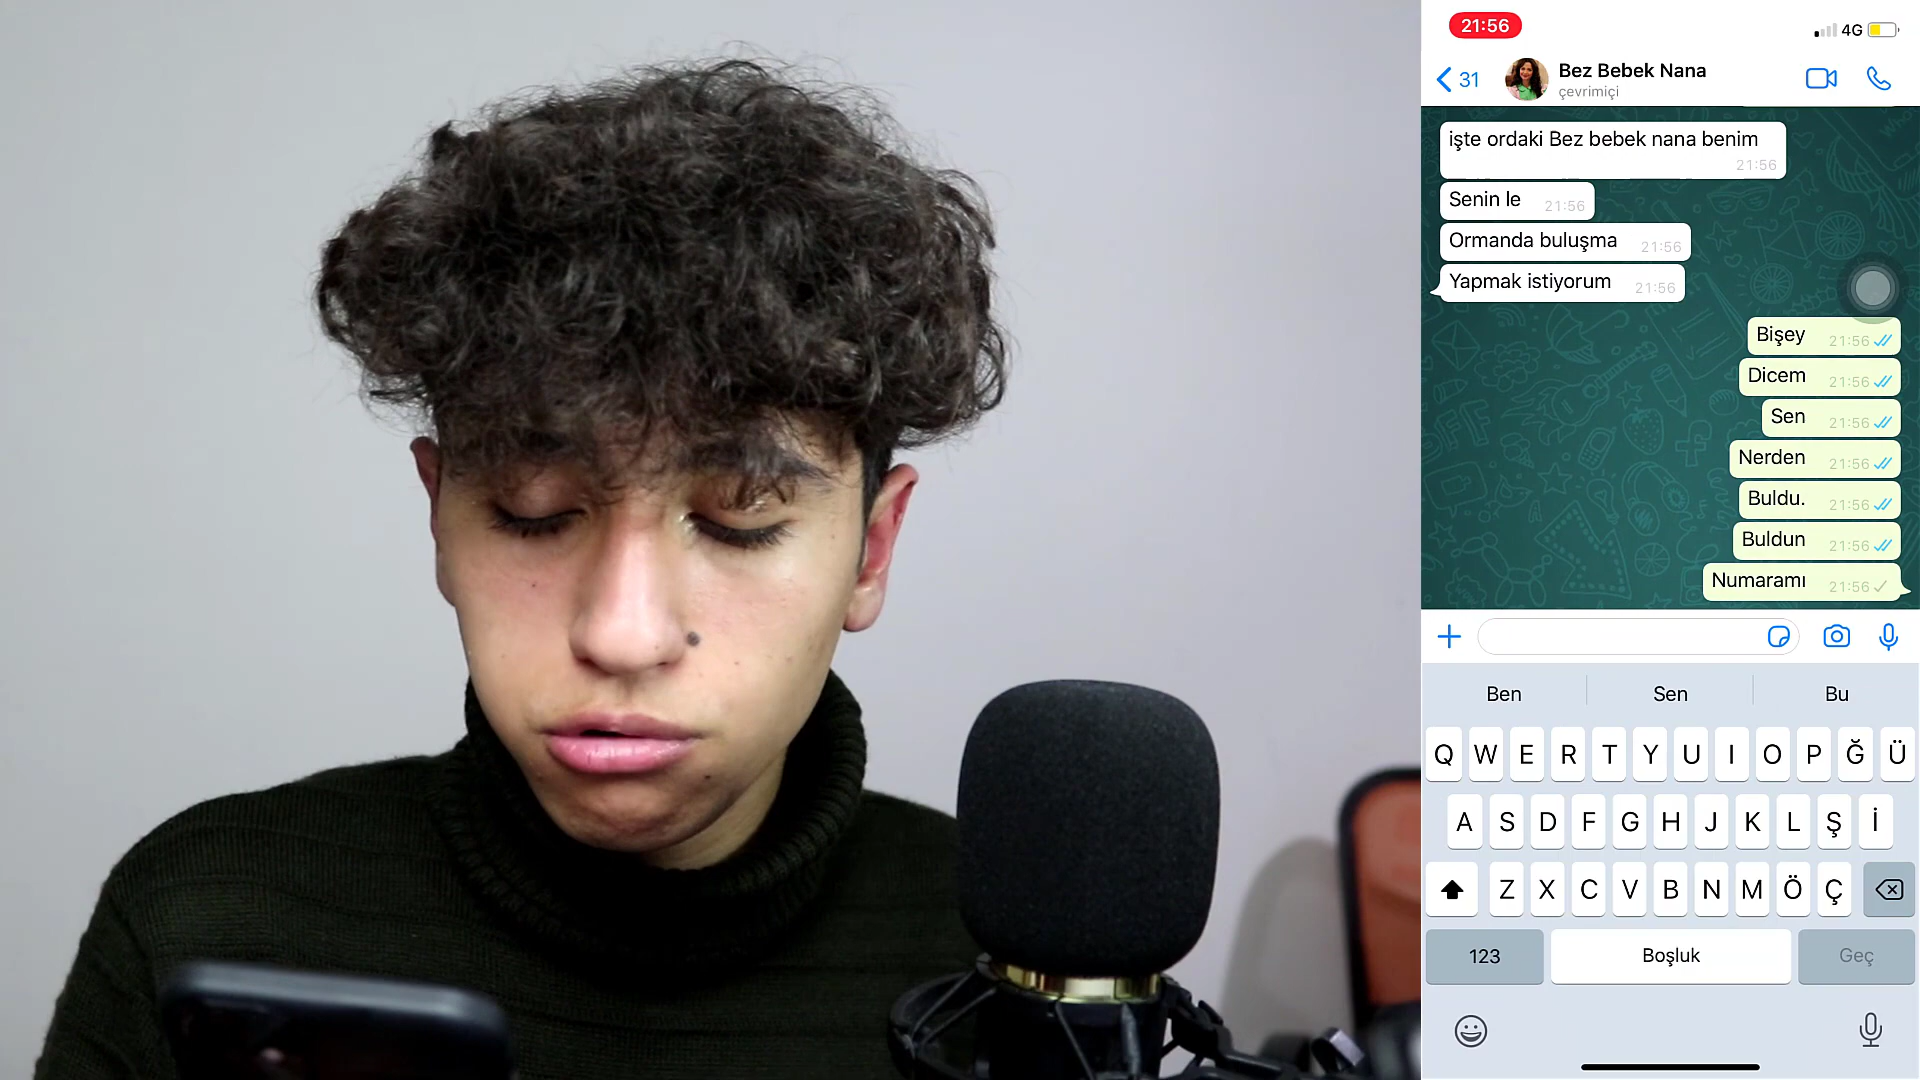 21:56
4G
31
Bez Bebek Nana
çevrimiçi
işte ordaki Bez bebek nana benim
21:56
Senin le 21:56
Ormanda buluşma 21:56
Yapmak istiyorum 21:56
Bişey 21:56
Dicem 21:56
Sen 21:56
Nerden 21:56
Buldu. 21:56
Buldun 21:56
Numaramı 21:56
Ben Sen Bu
Q W E R T Y U I O P Ğ Ü
A S D F G H J K L Ş İ
Z X C V B N M Ö Ç
123 Boşluk Geç